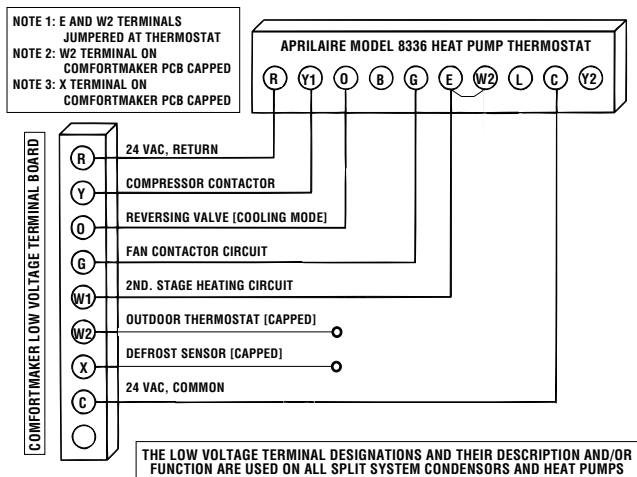 NOTE 1: E AND W2 TERMINALS
JUMPERED AT THERMOSTAT
NOTE 2: W2 TERMINAL ON
COMFORTMAKER PCB CAPPED
NOTE 3: X TERMINAL ON
COMFORTMAKER PCB CAPPED
APRILAIRE MODEL 8336 HEAT PUMP THERMOSTAT
R Y1 O B G E W2 L C Y2
COMFORTMAKER LOW VOLTAGE TERMINAL BOARD
R 24 VAC, RETURN
Y COMPRESSOR CONTACTOR
O REVERSING VALVE [COOLING MODE]
G FAN CONTACTOR CIRCUIT
W1 2ND. STAGE HEATING CIRCUIT
W2 OUTDOOR THERMOSTAT [CAPPED]
X DEFROST SENSOR [CAPPED]
C 24 VAC, COMMON
THE LOW VOLTAGE TERMINAL DESIGNATIONS AND THEIR DESCRIPTION AND/OR
FUNCTION ARE USED ON ALL SPLIT SYSTEM CONDENSORS AND HEAT PUMPS